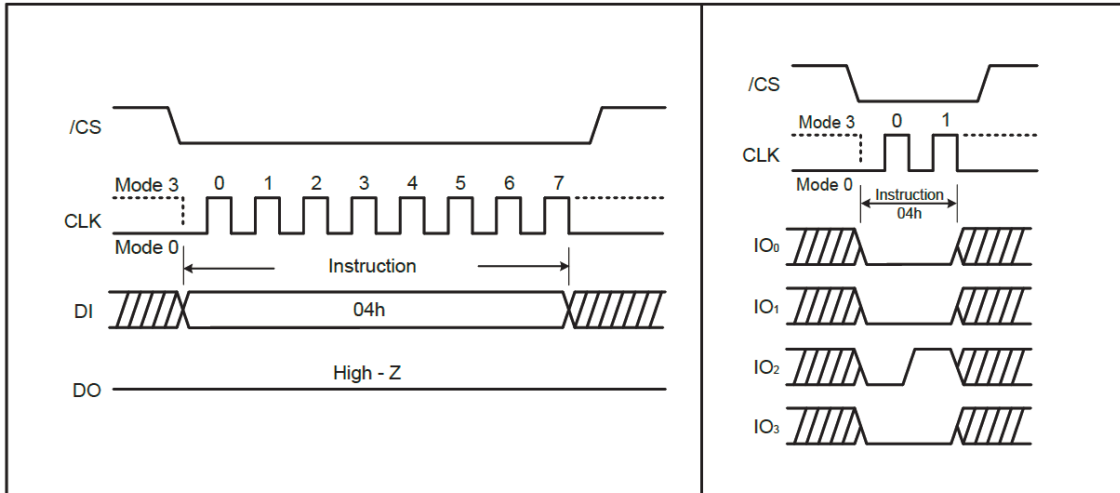 /CS
Mode 3 0 1 2 3 4 5 6 7
CLK
Mode 0
Instruction
DI 04h
High - Z
DO
/CS
Mode 3 0 1
CLK
Mode 0
Instruction
04h
IO0
IO1
IO2
IO3